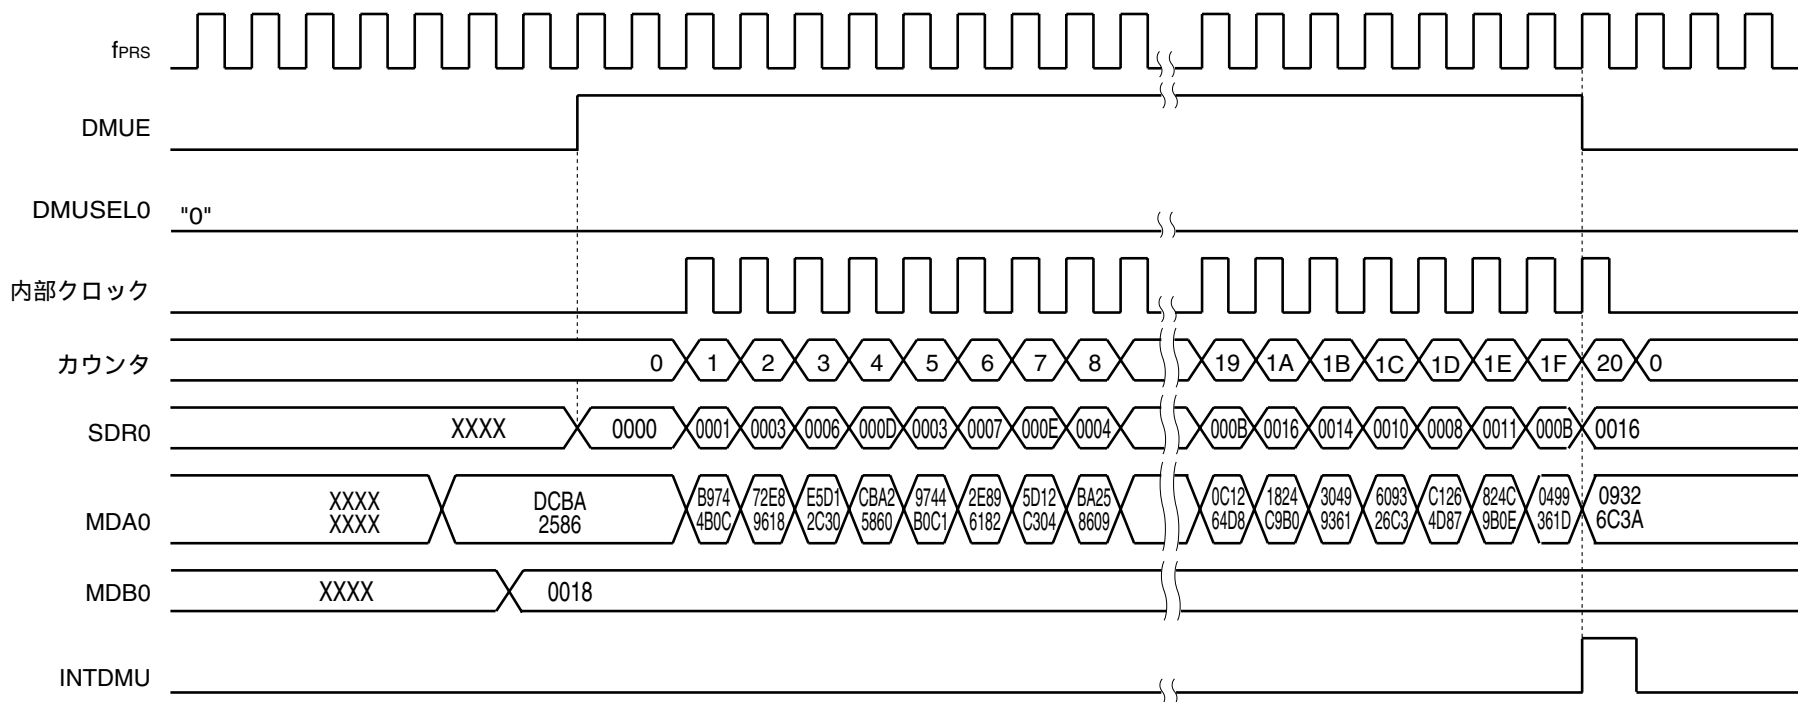 fPRS
DMUE
DMUSEL0 "0"
内部クロック
カウンタ 0 1 2 3 4 5 6 7 8 19 1A 1B 1C 1D 1E 1F 20 0
SDR0 XXXX 0000 0001 0003 0006 000D 0003 0007 000E 0004 000B 0016 0014 0010 0008 0011 000B 0016
XXXX DCBA B974 72E8 E5D1 CBA2 9744 2E89 5D12 BA25 0C12 1824 3049 6093 C126 824C 0499 0932
MDA0
XXXX 2586 4B0C 9618 2C30 5860 B0C1 6182 C304 8609 64D8 C9B0 9361 26C3 4D87 9B0E 361D 6C3A
MDB0 XXXX 0018
INTDMU